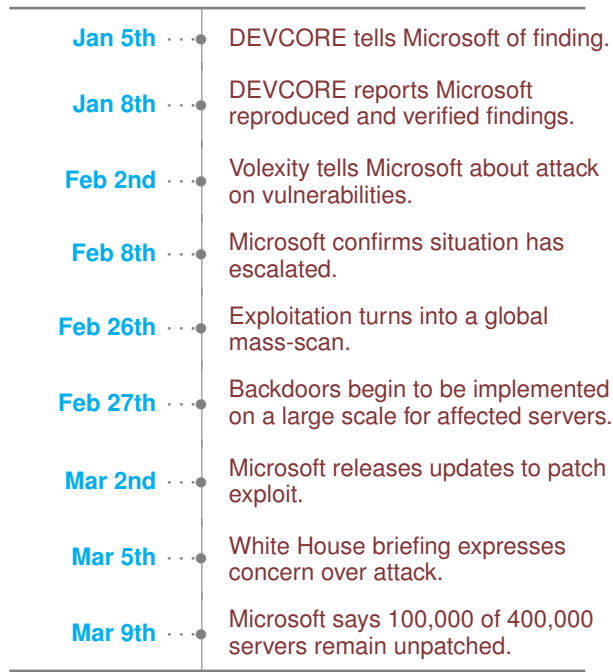 Jan 5th DEVCORE tells Microsoft of finding.
Jan 8th DEVCORE reports Microsoft
reproduced and verified findings.
Feb 2nd Volexity tells Microsoft about attack
on vulnerabilities.
Feb 8th Microsoft confirms situation has
escalated.
Feb 26th Exploitation turns into a global
mass-scan.
Feb 27th Backdoors begin to be implemented
on a large scale for affected servers.
Mar 2nd Microsoft releases updates to patch
exploit.
Mar 5th White House briefing expresses
concern over attack.
Mar 9th Microsoft says 100,000 of 400,000
servers remain unpatched.